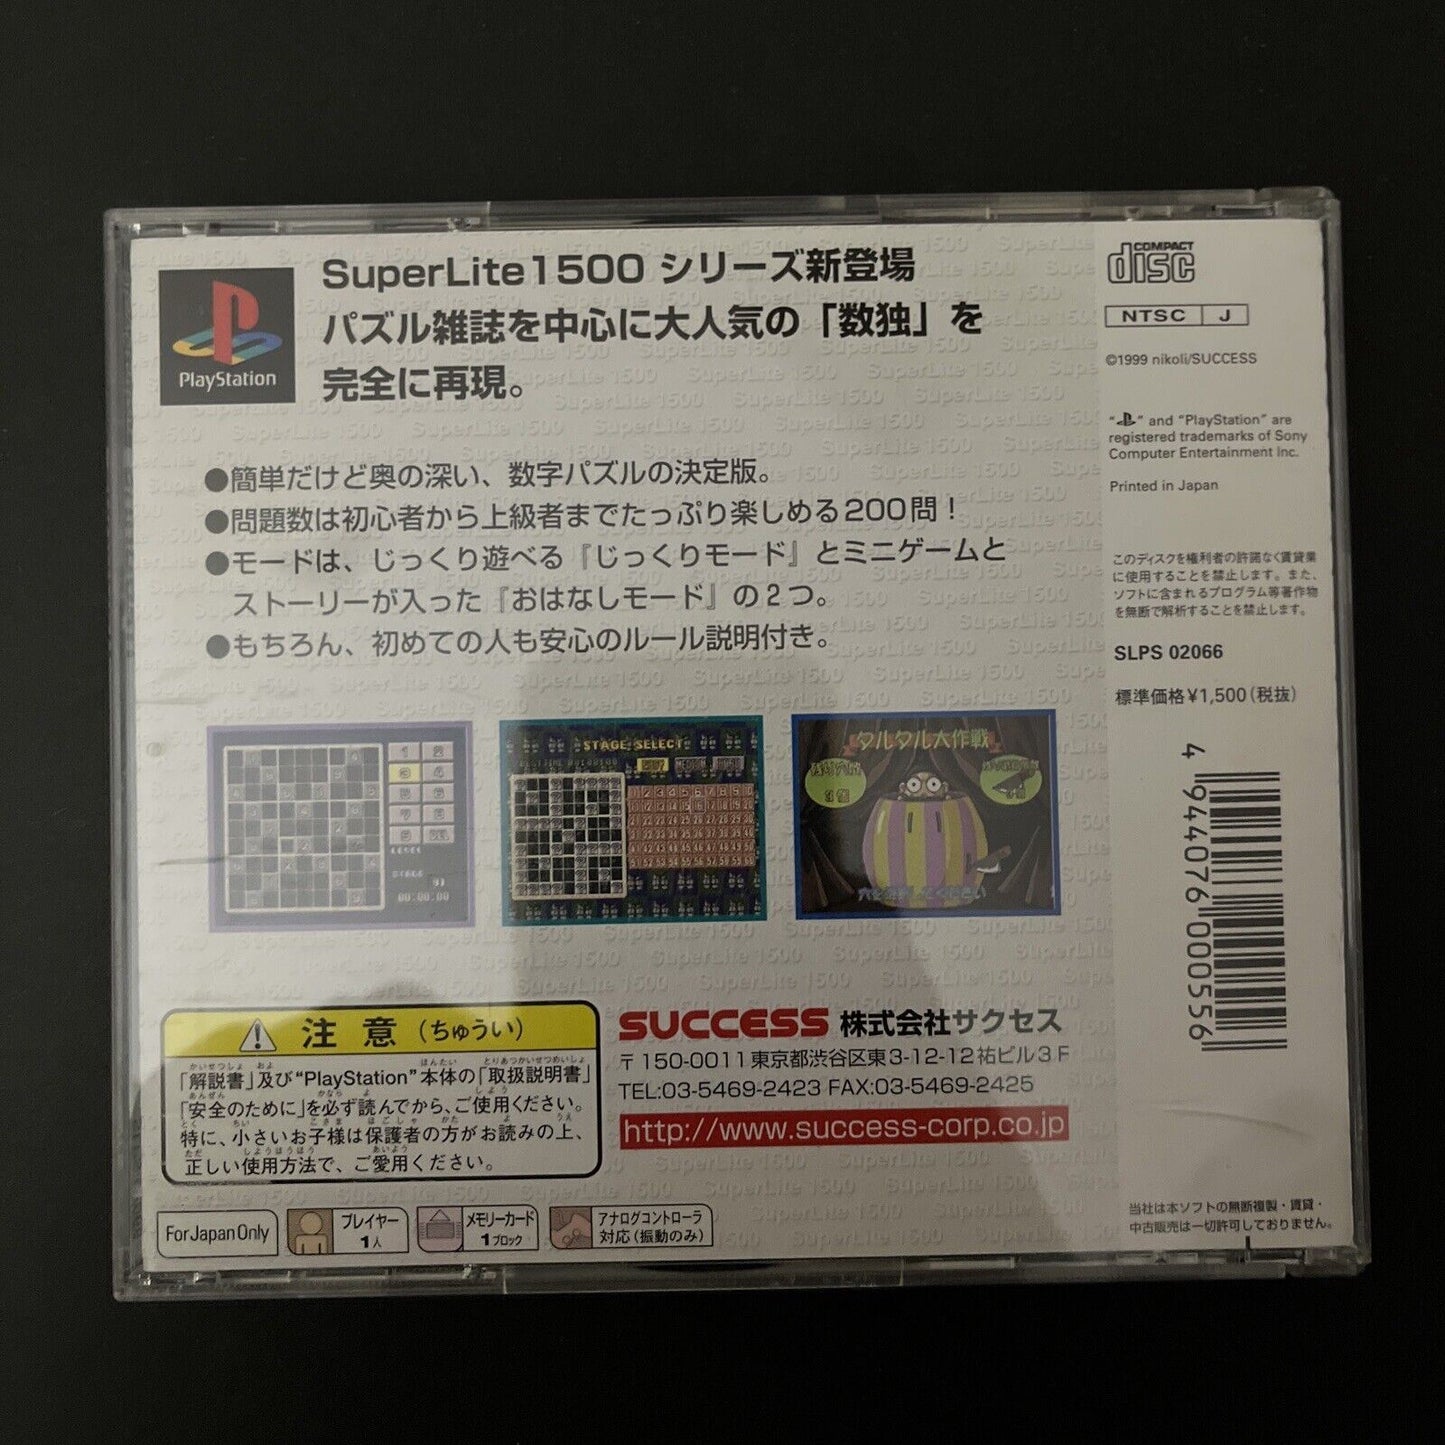 SuperLite1500 シリーズ新登場
パズル雑誌を中心に大人気の「数独」を
完全に再現。
PlayStation
●簡単だけど奥の深い、数字パズルの決定版。
●問題数は初心者から上級者までたっぷり楽しめる200問！
●モードは、じっくり遊べる『じっくりモード』とミニゲームと
ストーリーが入った『おはなしモード』の2つ。
●もちろん、初めての人も安心のルール説明付き。
STAGE SELECT
タルタル大作戦
注意（ちゅうい）
「解説書」及び"PlayStation"本体の「取扱説明書」
「安全のために」を必ず読んでから、ご使用ください。
特に、小さいお子様は保護者の方がお読みの上、
正しい使用方法で、ご愛用ください。
SUCCESS 株式会社サクセス
〒150-0011 東京都渋谷区東3-12-12 祐ビル3F
TEL:03-5469-2423 FAX:03-5469-2425
http://www.success-corp.co.jp
For Japan Only
プレイヤー
1人
メモリーカード
1ブロック
アナログコントローラ
対応（振動のみ）
COMPACT
disc
NTSC J
©1999 nikoli/SUCCESS
" " and "PlayStation" are
registered trademarks of Sony
Computer Entertainment Inc.
Printed in Japan
このディスクを権利者の許諾なく賃貸業
に使用することを禁止します。また、
ソフトに含まれるプログラム等著作物
を無断で解析することを禁止します。
SLPS 02066
標準価格￥1,500（税抜）
4 944076 000556
当社は本ソフトの無断複製・賃貸・
中古販売は一切許可しておりません。